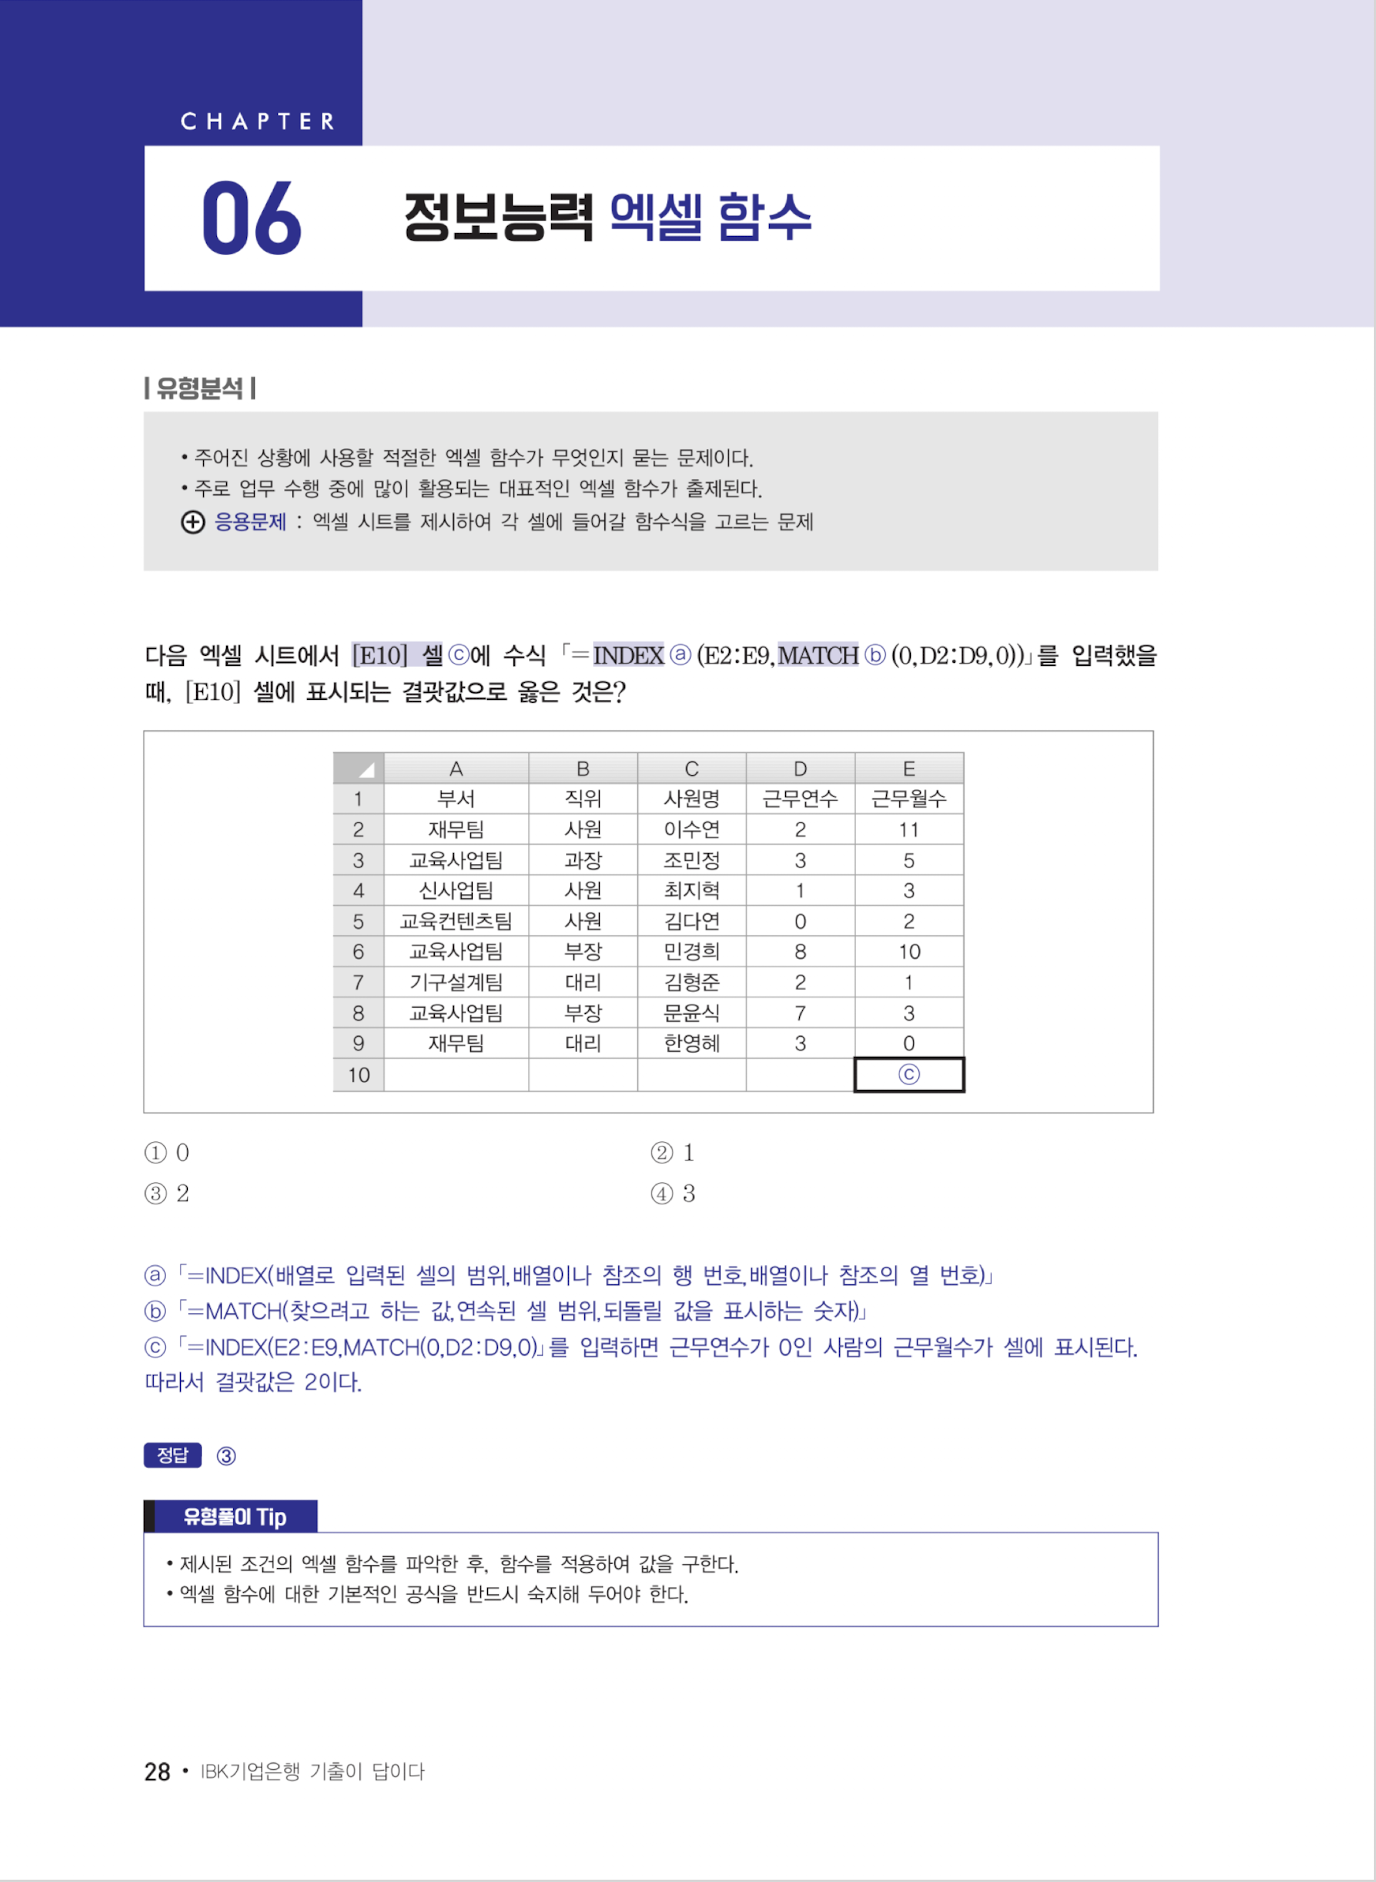 CHAPTER
06
정보능력 엑셀 함수
| 유형분석 |
• 주어진 상황에 사용할 적절한 엑셀 함수가 무엇인지 묻는 문제이다.
• 주로 업무 수행 중에 많이 활용되는 대표적인 엑셀 함수가 출제된다.
⊕ 응용문제 : 엑셀 시트를 제시하여 각 셀에 들어갈 함수식을 고르는 문제
다음 엑셀 시트에서 [E10] 셀 ⓒ에 수식 「=INDEX ⓐ (E2:E9,MATCH ⓑ (0,D2:D9,0))」를 입력했을
때, [E10] 셀에 표시되는 결괏값으로 옳은 것은?
A B C D E
1 부서 직위 사원명 근무연수 근무월수
2 재무팀 사원 이수연 2 11
3 교육사업팀 과장 조민정 3 5
4 신사업팀 사원 최지혁 1 3
5 교육컨텐츠팀 사원 김다연 0 2
6 교육사업팀 부장 민경희 8 10
7 기구설계팀 대리 김형준 2 1
8 교육사업팀 부장 문윤식 7 3
9 재무팀 대리 한영혜 3 0
10 ⓒ
① 0 ② 1
③ 2 ④ 3
ⓐ 「=INDEX(배열로 입력된 셀의 범위,배열이나 참조의 행 번호,배열이나 참조의 열 번호)」
ⓑ 「=MATCH(찾으려고 하는 값,연속된 셀 범위,되돌릴 값을 표시하는 숫자)」
ⓒ 「=INDEX(E2:E9,MATCH(0,D2:D9,0)」를 입력하면 근무연수가 0인 사람의 근무월수가 셀에 표시된다.
따라서 결괏값은 2이다.
정답 ③
유형풀이 Tip
• 제시된 조건의 엑셀 함수를 파악한 후, 함수를 적용하여 값을 구한다.
• 엑셀 함수에 대한 기본적인 공식을 반드시 숙지해 두어야 한다.
28 • IBK기업은행 기출이 답이다